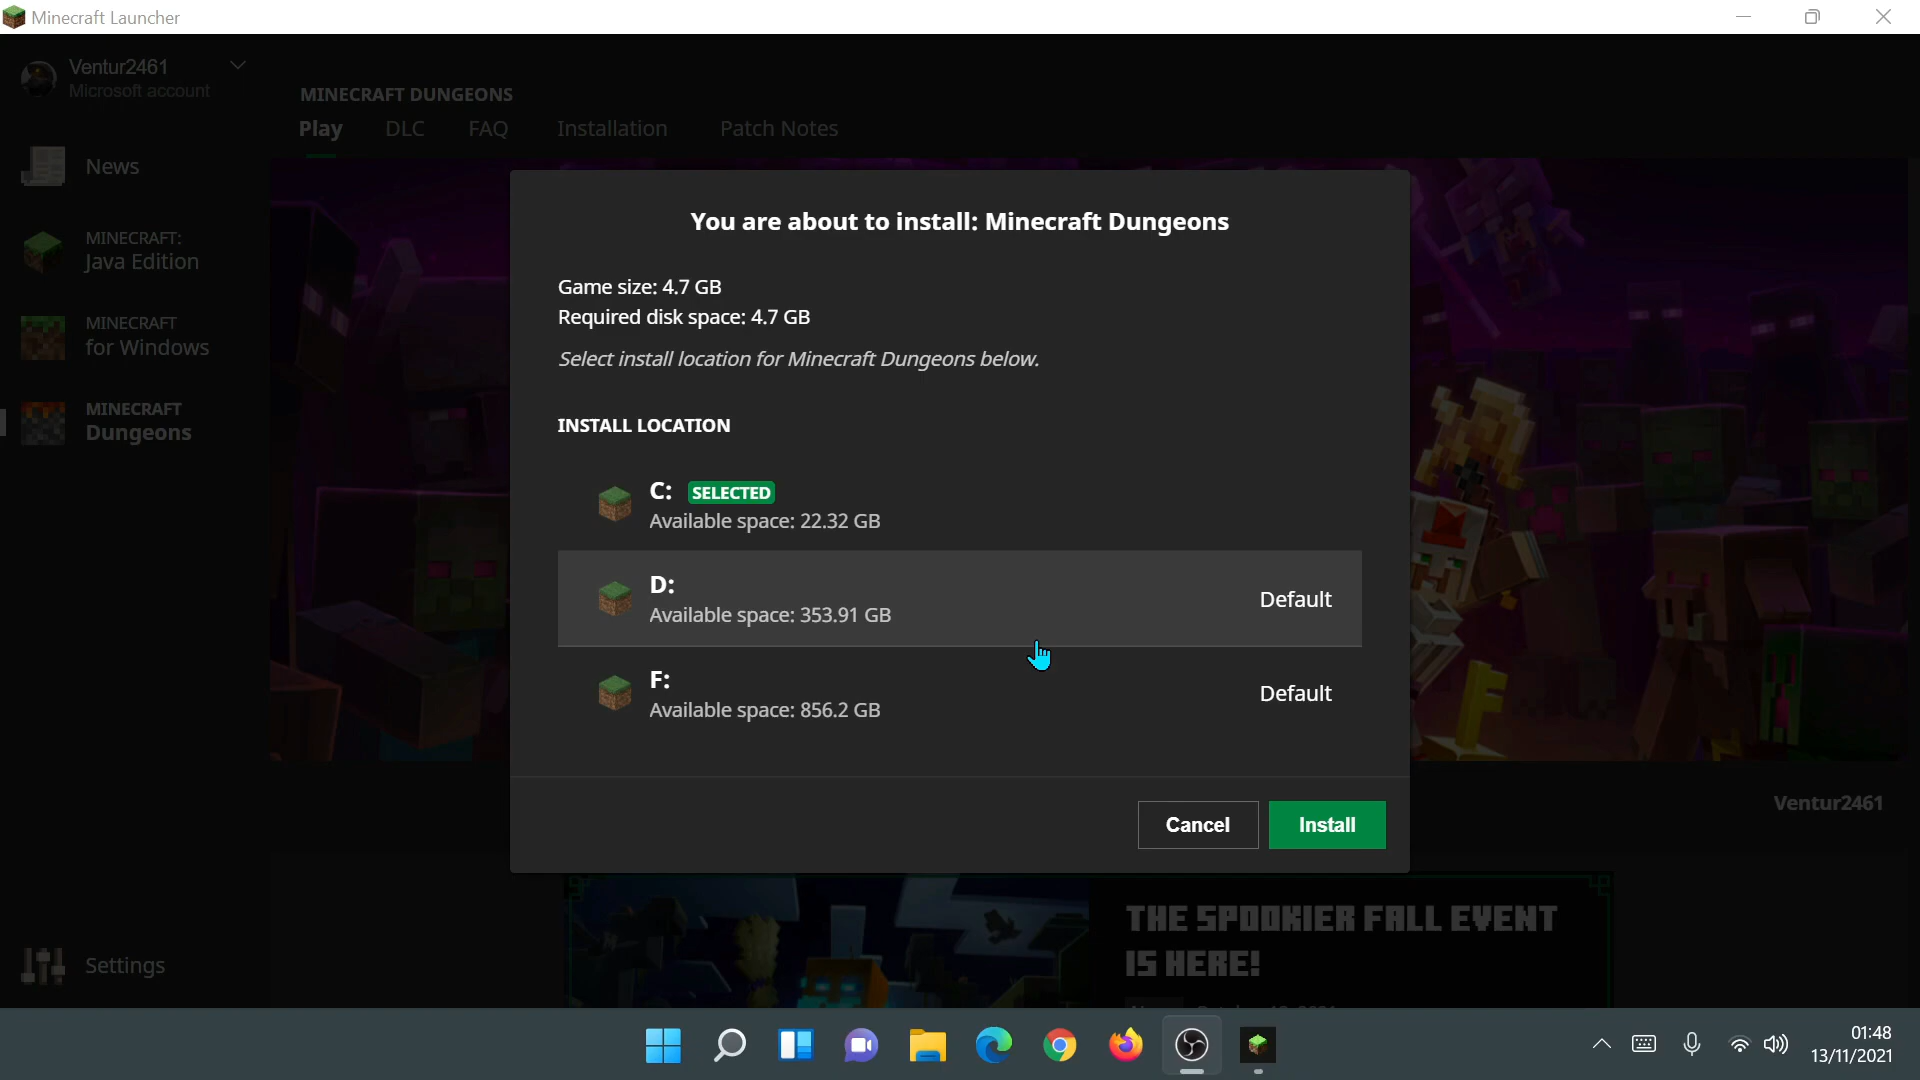 Minecraft Launcher
Ventur2461
Microsoft account
MINECRAFT DUNGEONS
Play DLC FAQ Installation Patch Notes
News
MINECRAFT:
Java Edition
MINECRAFT
for Windows
MINECRAFT
Dungeons
Settings
You are about to install: Minecraft Dungeons
Game size: 4.7 GB
Required disk space: 4.7 GB
Select install location for Minecraft Dungeons below.
INSTALL LOCATION
C: SELECTED
Available space: 22.32 GB
D:
Available space: 353.91 GB
Default
F:
Available space: 856.2 GB
Default
Cancel Install
Ventur2461
THE SPOOKIER FALL EVENT
IS HERE!
01:48
13/11/2021